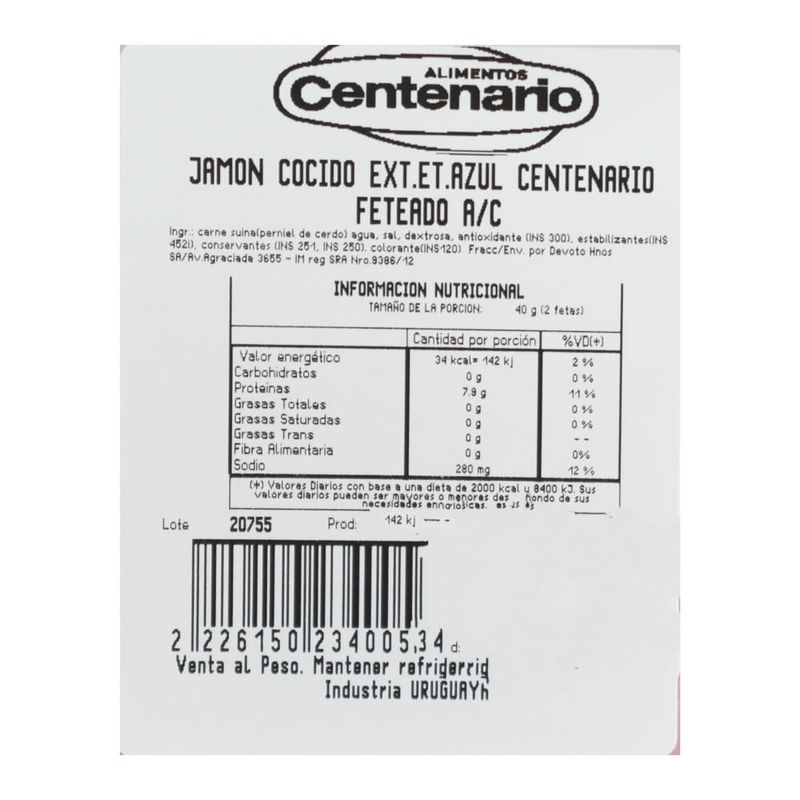 ALIMENTOS
Centenario
JAMON COCIDO EXT.ET.AZUL CENTENARIO
FETEADO A/C
Ingr.: carne suina(perniel de cerdo) agua, sal, dextrosa, antioxidante (INS 300), estabilizantes(INS
452i), conservantes (INS 251, INS 250), colorante(INS120) Fracc/Env. por Devoto Hnos
SA/Av.Agraciada 3655 - IM reg SRA Nro.9386/12
INFORMACION NUTRICIONAL
TAMAÑO DE LA PORCION: 40 g (2 fetas)
Cantidad por porción %VD(*)
Valor energético 34 kcal= 142 kj 2 %
Carbohidratos 0 g 0 %
Proteinas 7.9 g 11 %
Grasas Totales 0 g 0 %
Grasas Saturadas 0 g 0 %
Grasas Trans 0 g --
Fibra Alimentaria 0 g 0%
Sodio 280 mg 12 %
(*) Valores Diarios con base a una dieta de 2000 kcal y 8400 kJ. Sus
valores diarios pueden ser mayores o menores de sus
necesidades
Lote 20755 Prod: 142 kj
2 226150 234005,34 d:
Venta al Peso. Mantener refrigerrig
Industria URUGUAYh